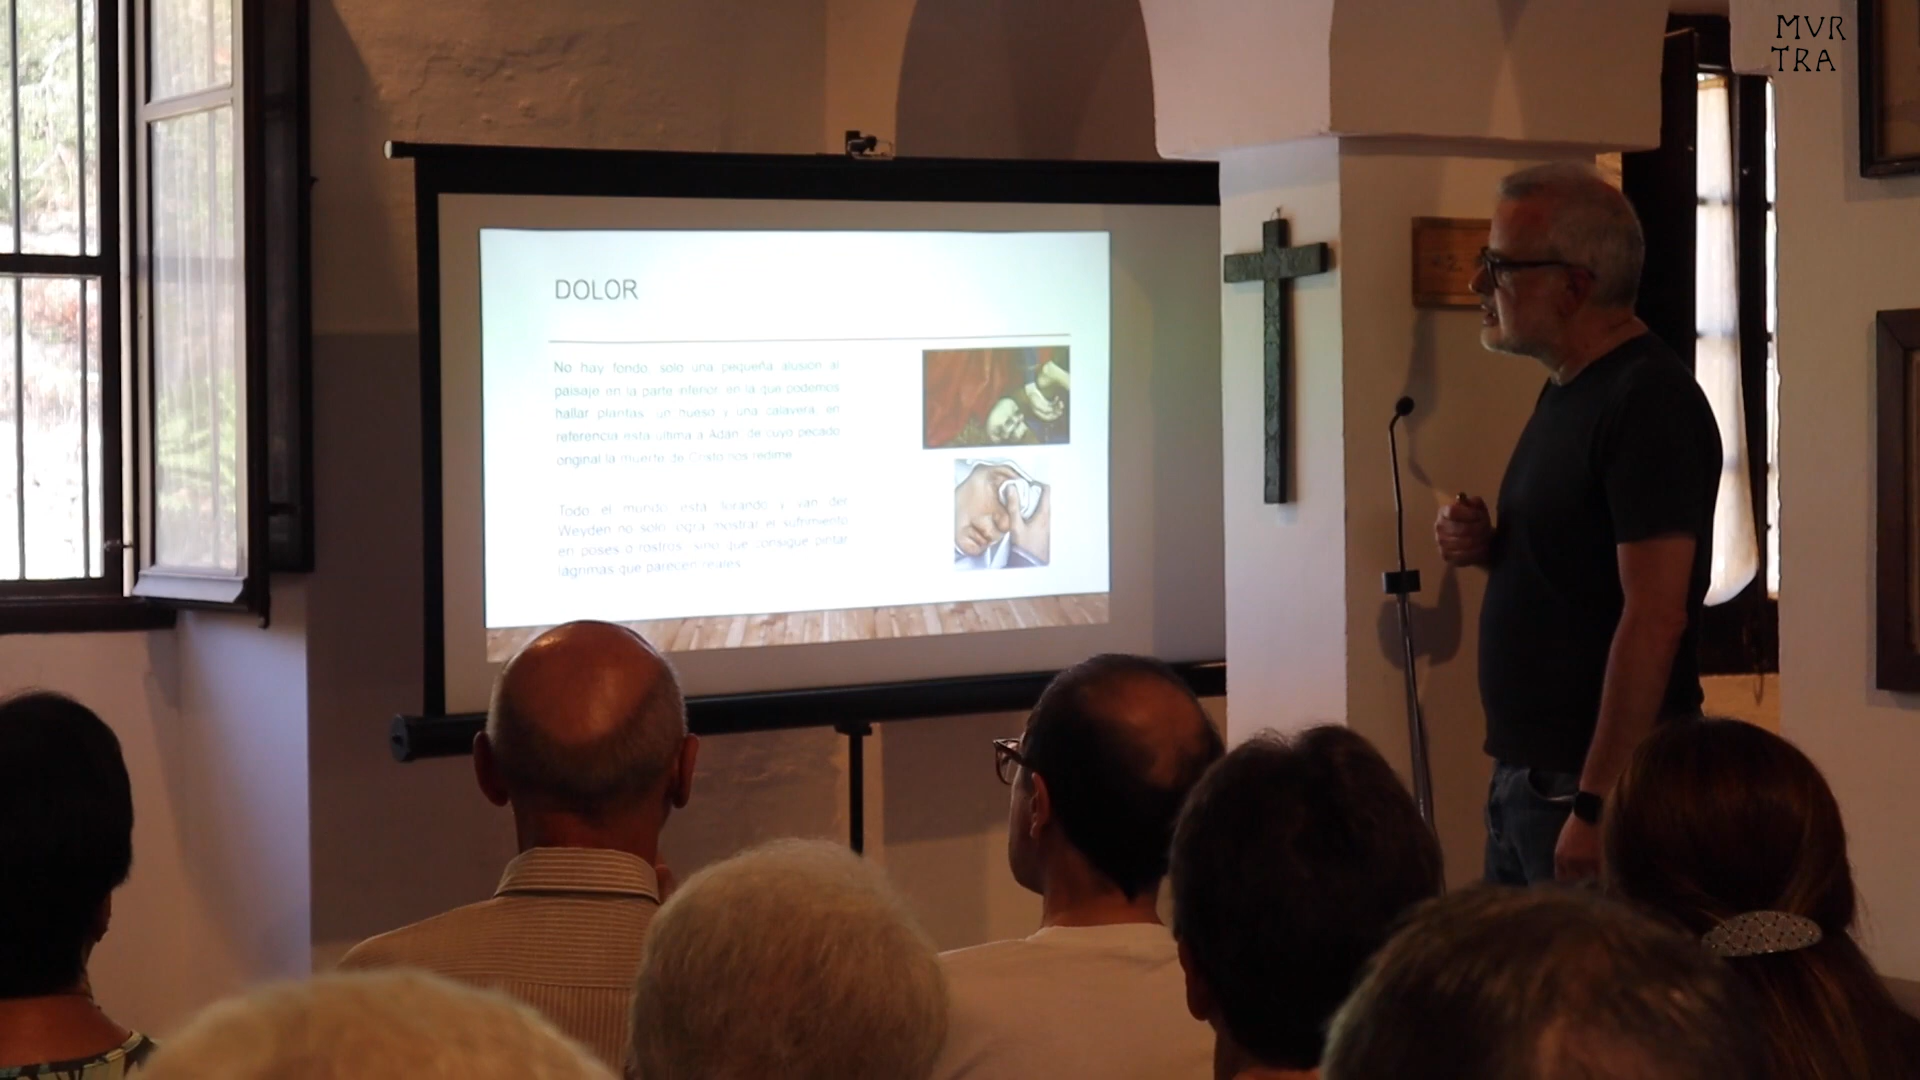 MVR
TRA
DOLOR
No hay fondo, solo una pequeña alusión al
paisaje en la parte inferior, en la que podemos
hallar plantas, un hueso y una calavera, en
referencia esta última a Adán, de cuyo pecado
original la muerte de Cristo nos redime.
Todo el mundo está llorando y van der
Weyden no solo logra mostrar el sufrimiento
en poses o rostros, sino que consigue pintar
lágrimas que parecen reales.